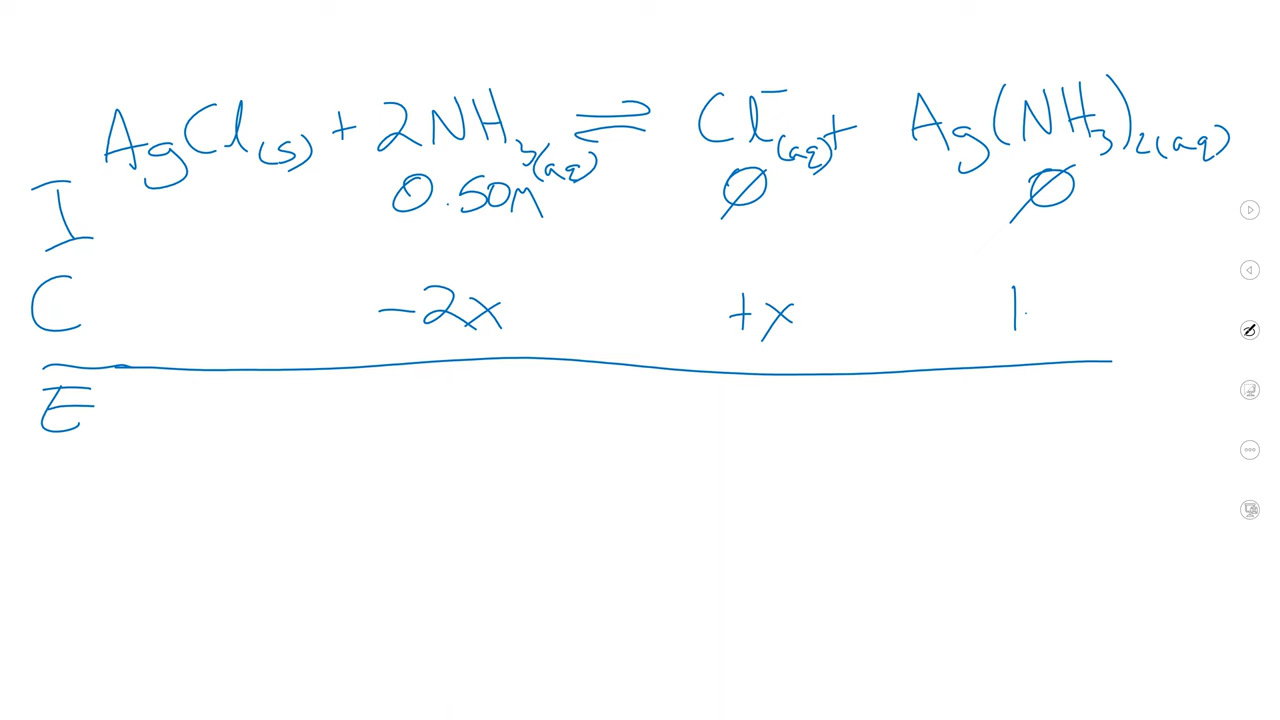 AgCl(s) + 2NH₃(aq) ⇌ Cl⁻(aq) + Ag(NH₃)₂(aq)
I 0.50M ∅ ∅
C -2x +x |
E